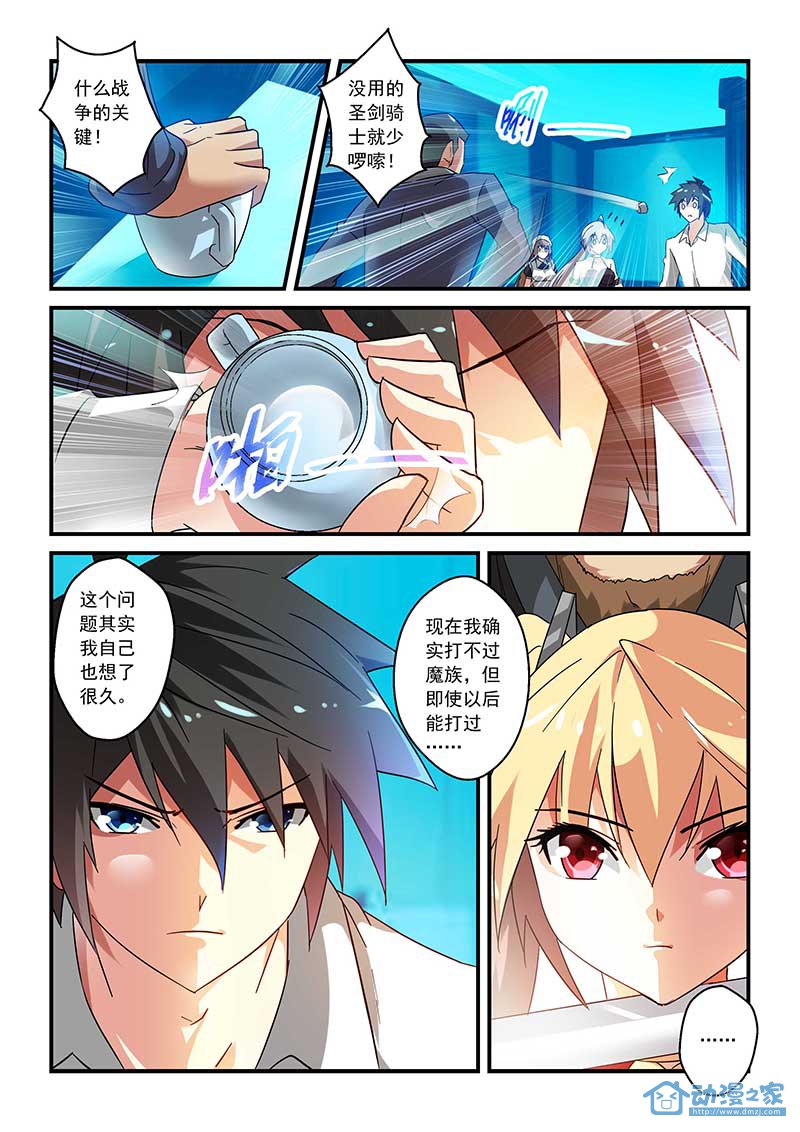 什么战
争的关
键！
没用的
圣剑骑
士就少
啰嗦！
唰
啪
这个问
题其实
我自己
也想了
很久。
现在我确
实打不过
魔族，但
即使以后
能打过
……
……
动漫之家
http://www.dmzj.com